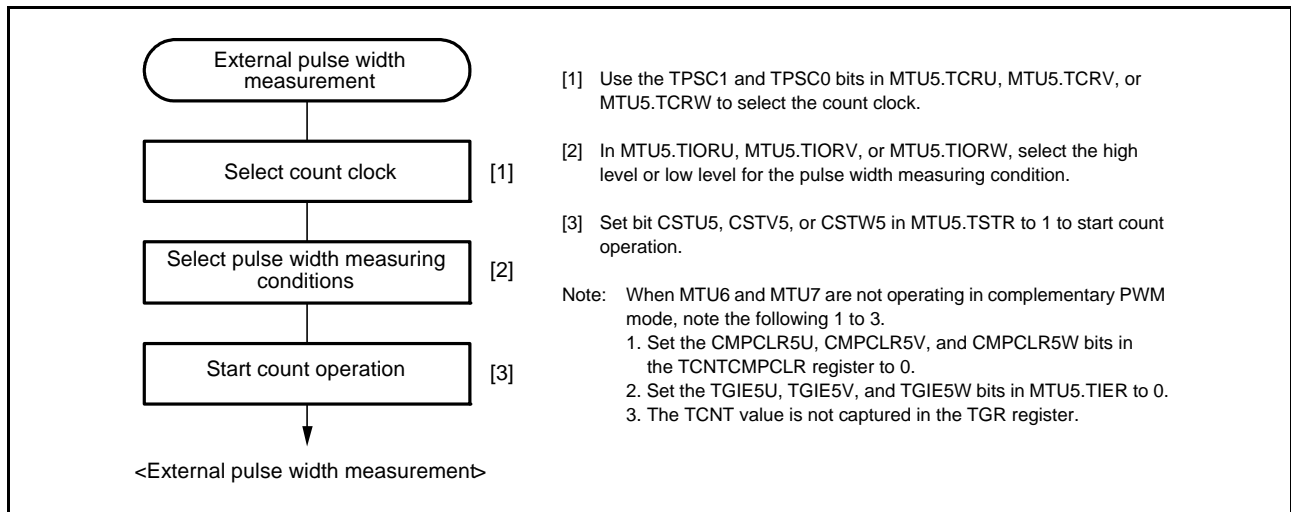 External pulse width
measurement
Select count clock
[1]
Select pulse width measuring
conditions
[2]
Start count operation
[3]
<External pulse width measurement>
[1] Use the TPSC1 and TPSC0 bits in MTU5.TCRU, MTU5.TCRV, or
MTU5.TCRW to select the count clock.
[2] In MTU5.TIORU, MTU5.TIORV, or MTU5.TIORW, select the high
level or low level for the pulse width measuring condition.
[3] Set bit CSTU5, CSTV5, or CSTW5 in MTU5.TSTR to 1 to start count
operation.
Note: When MTU6 and MTU7 are not operating in complementary PWM
mode, note the following 1 to 3.
1. Set the CMPCLR5U, CMPCLR5V, and CMPCLR5W bits in
the TCNTCMPCLR register to 0.
2. Set the TGIE5U, TGIE5V, and TGIE5W bits in MTU5.TIER to 0.
3. The TCNT value is not captured in the TGR register.